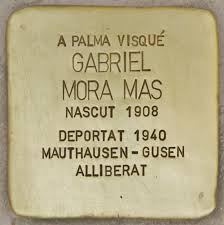 A PALMA VISQUÉ
GABRIEL
MORA MAS
NASCUT 1908
DEPORTAT 1940
MAUTHAUSEN - GUSEN
ALLIBERAT